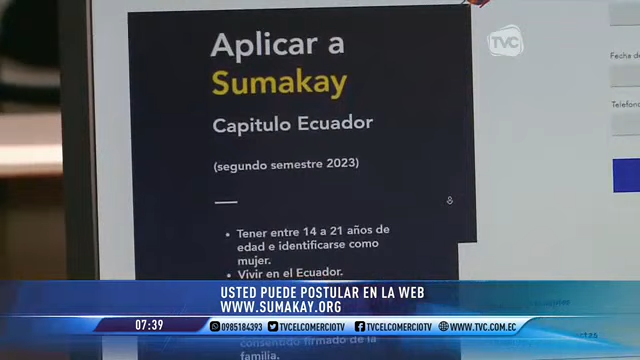 TVC
Aplicar a
Sumakay
Capitulo Ecuador
(segundo semestre 2023)
Feche de
Telefono
• Tener entre 14 a 21 años de
edad e identificarse como
mujer.
• Vivir en el Ecuador.
USTED PUEDE POSTULAR EN LA WEB
WWW.SUMAKAY.ORG
07:39
0985184393
TVCELCOMERCIOTV
TVCELCOMERCIOTV
WWW.TVC.COM.EC
consentido firmado de la
familia.